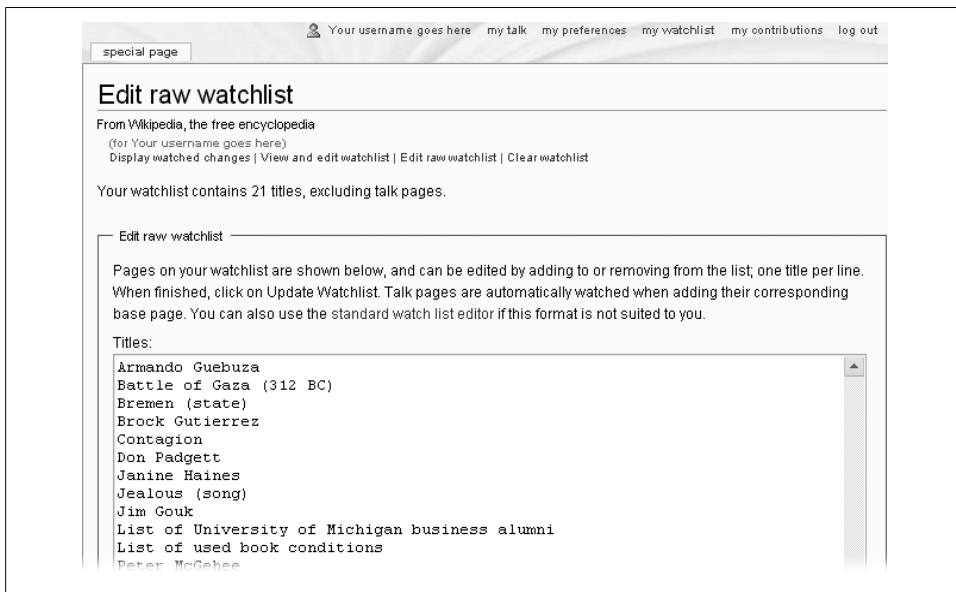 Your username goes here my talk my preferences my watchlist my contributions log out
special page
Edit raw watchlist
From Wikipedia, the free encyclopedia
(for Your username goes here)
Display watched changes | View and edit watchlist | Edit raw watchlist | Clear watchlist
Your watchlist contains 21 titles, excluding talk pages.
Edit raw watchlist
Pages on your watchlist are shown below, and can be edited by adding to or removing from the list; one title per line.
When finished, click on Update Watchlist. Talk pages are automatically watched when adding their corresponding
base page. You can also use the standard watch list editor if this format is not suited to you.
Titles:
Armando Guebuza
Battle of Gaza (312 BC)
Bremen (state)
Brock Gutierrez
Contagion
Don Padgett
Janine Haines
Jealous (song)
Jim Gouk
List of University of Michigan business alumni
List of used book conditions
Peter McGehee